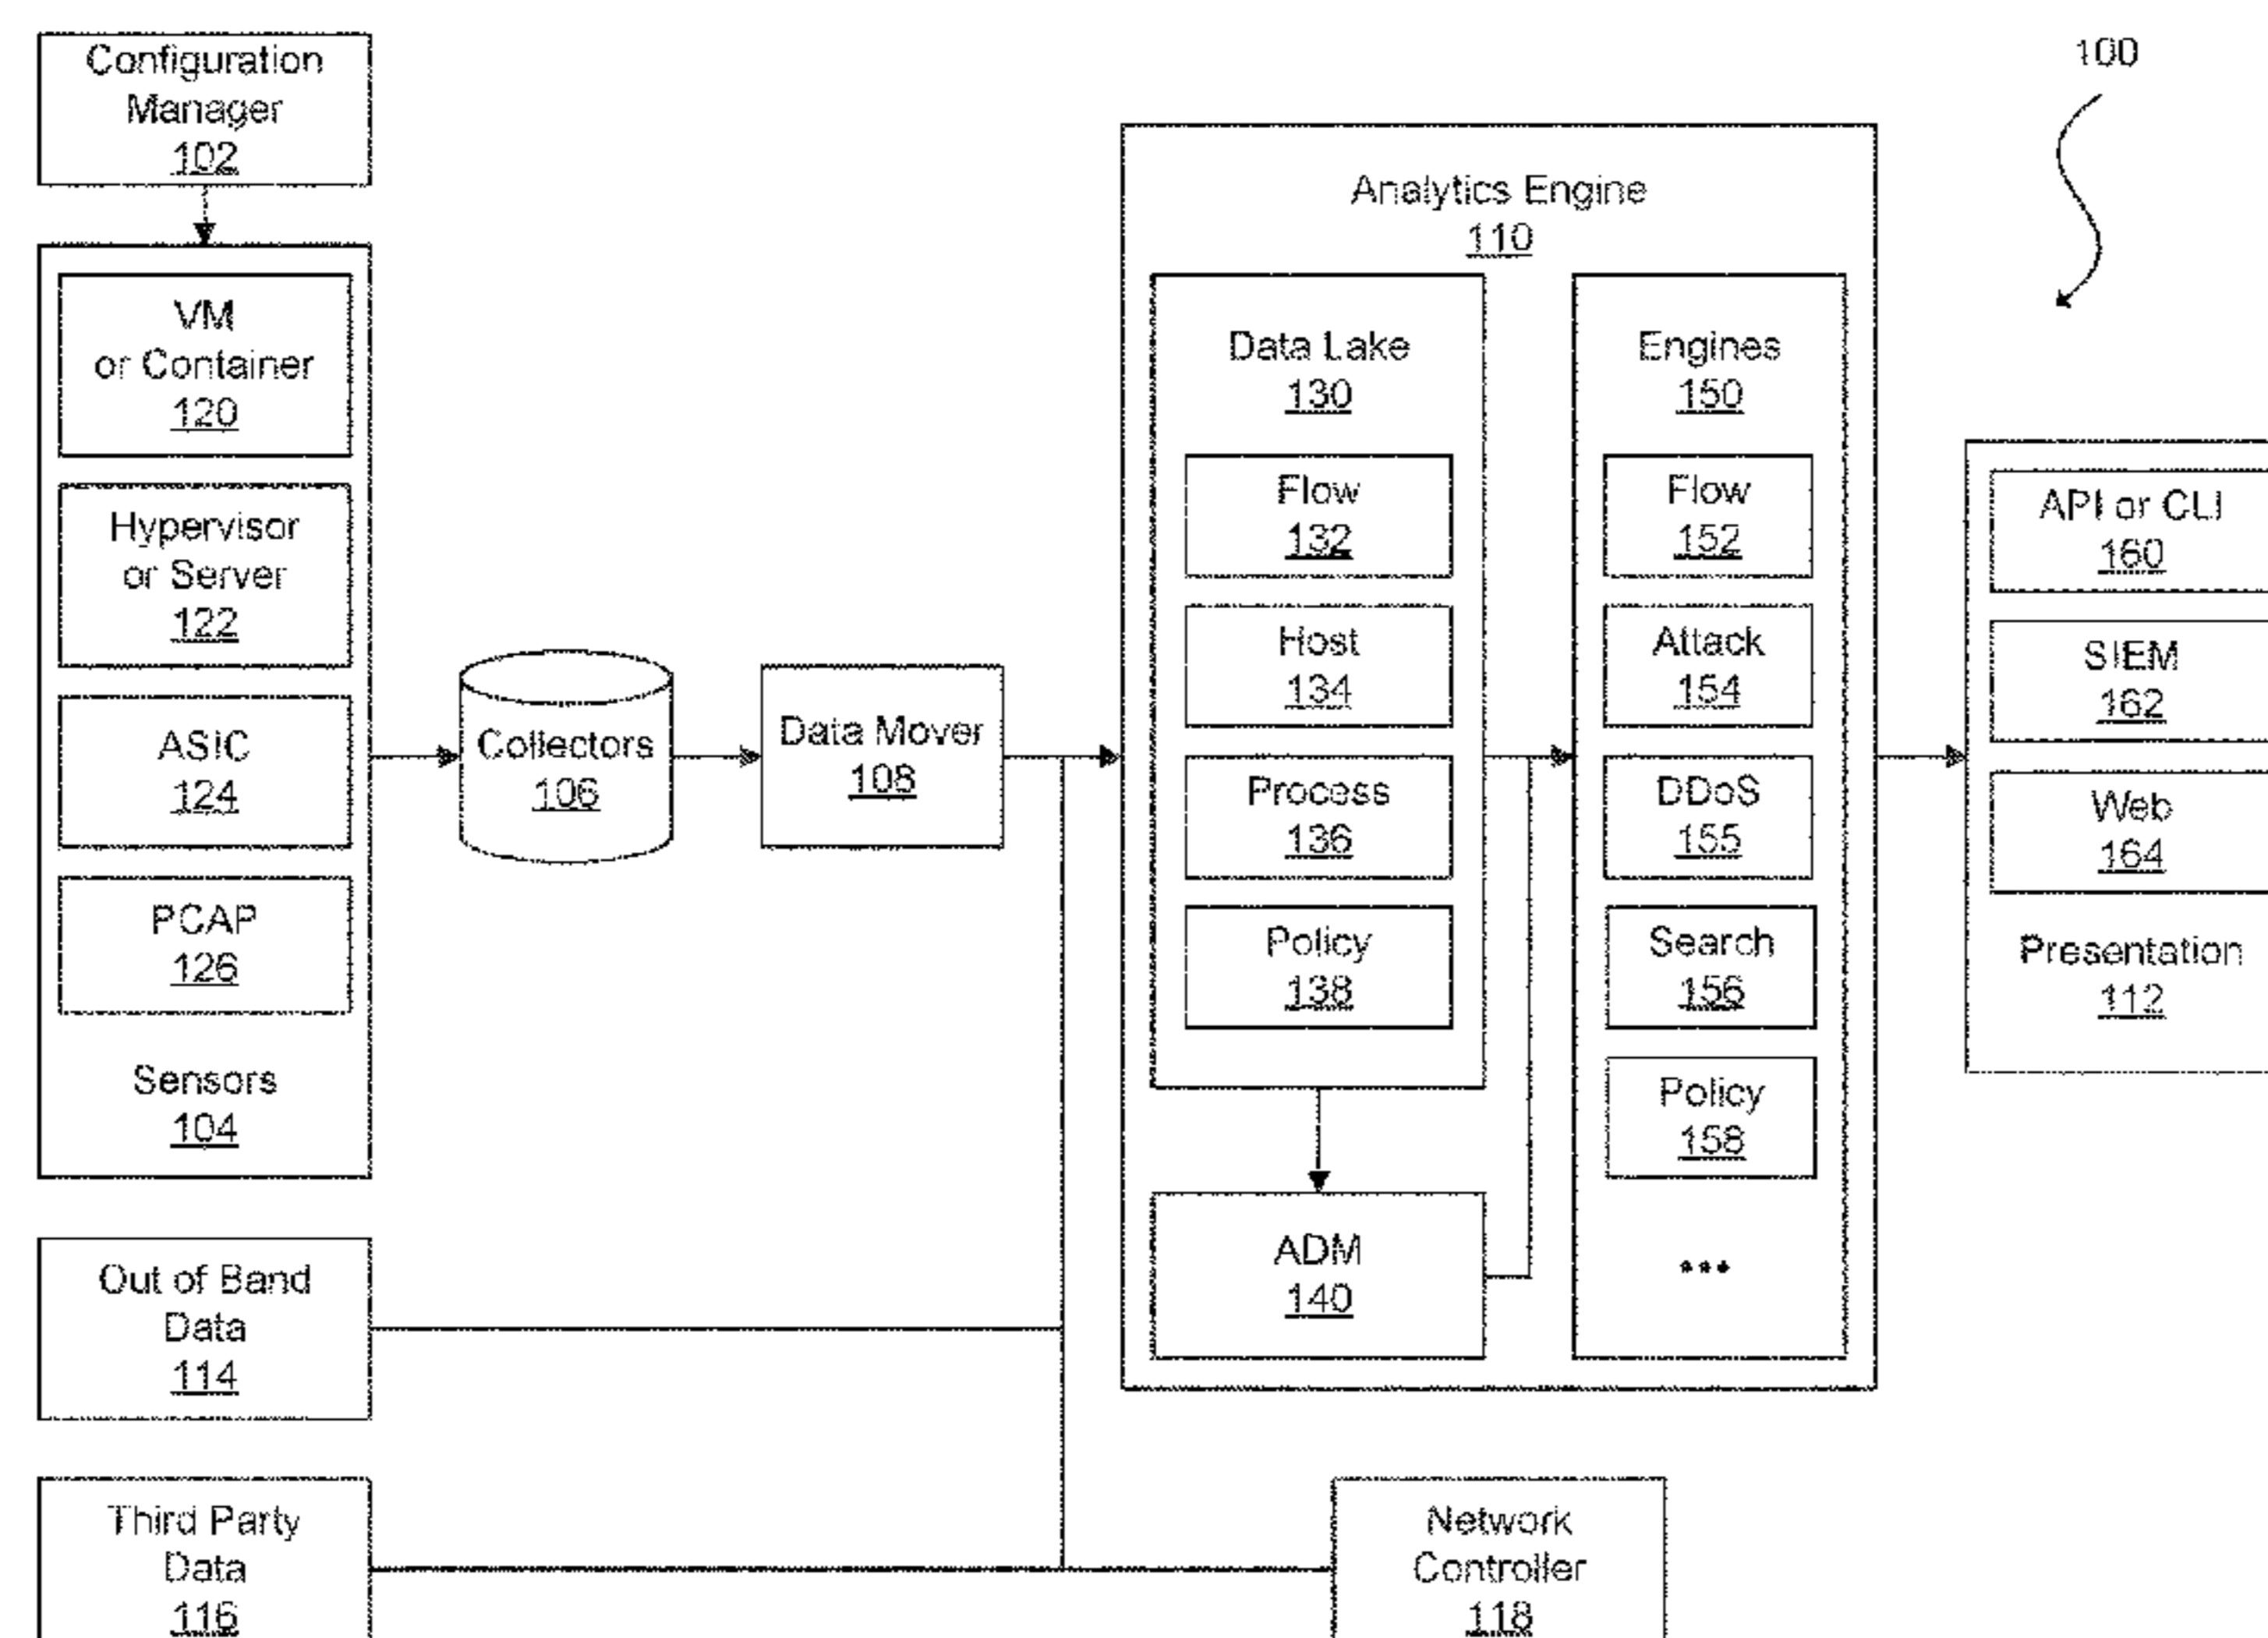 Configuration
Manager
102
100
Analytics Engine
110
VM
or Container
120
Hypervisor
or Server
122
ASIC
124
PCAP
126
Sensors
104
Collectors
106
Data Mover
108
Data Lake
130
Flow
132
Host
134
Process
136
Policy
138
ADM
140
Engines
150
Flow
152
Attack
154
DDoS
155
Search
156
Policy
158
...
API or CLI
160
SIEM
162
Web
164
Presentation
112
Out of Band
Data
114
Third Party
Data
116
Network
Controller
118